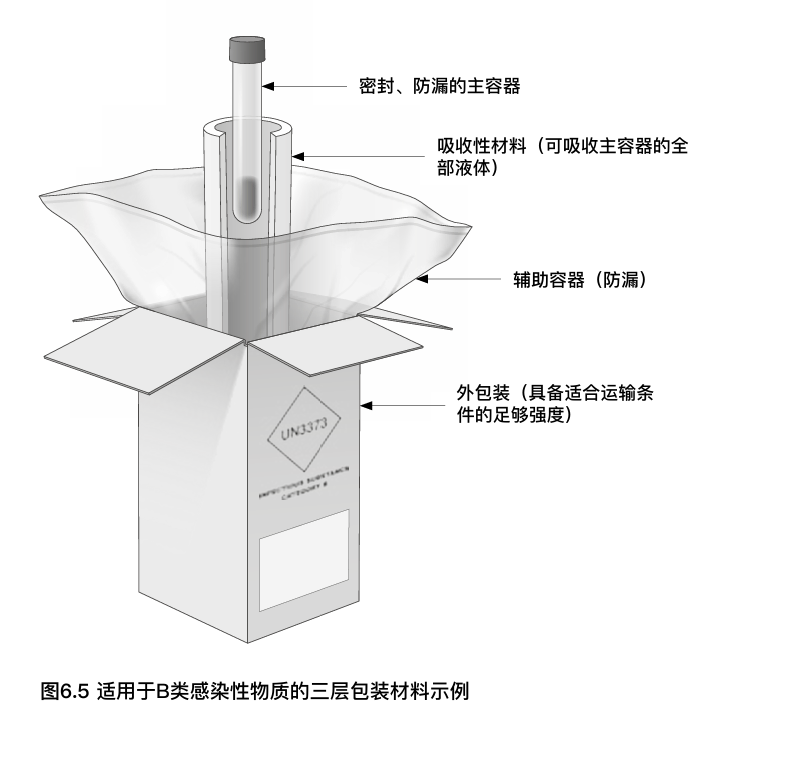 密封、防漏的主容器
吸收性材料（可吸收主容器的全
部液体）
辅助容器（防漏）
外包装（具备适合运输条
件的足够强度）
UN3373
INFECTIOUS SUBSTANCE
CATEGORY B
图6.5 适用于B类感染性物质的三层包装材料示例